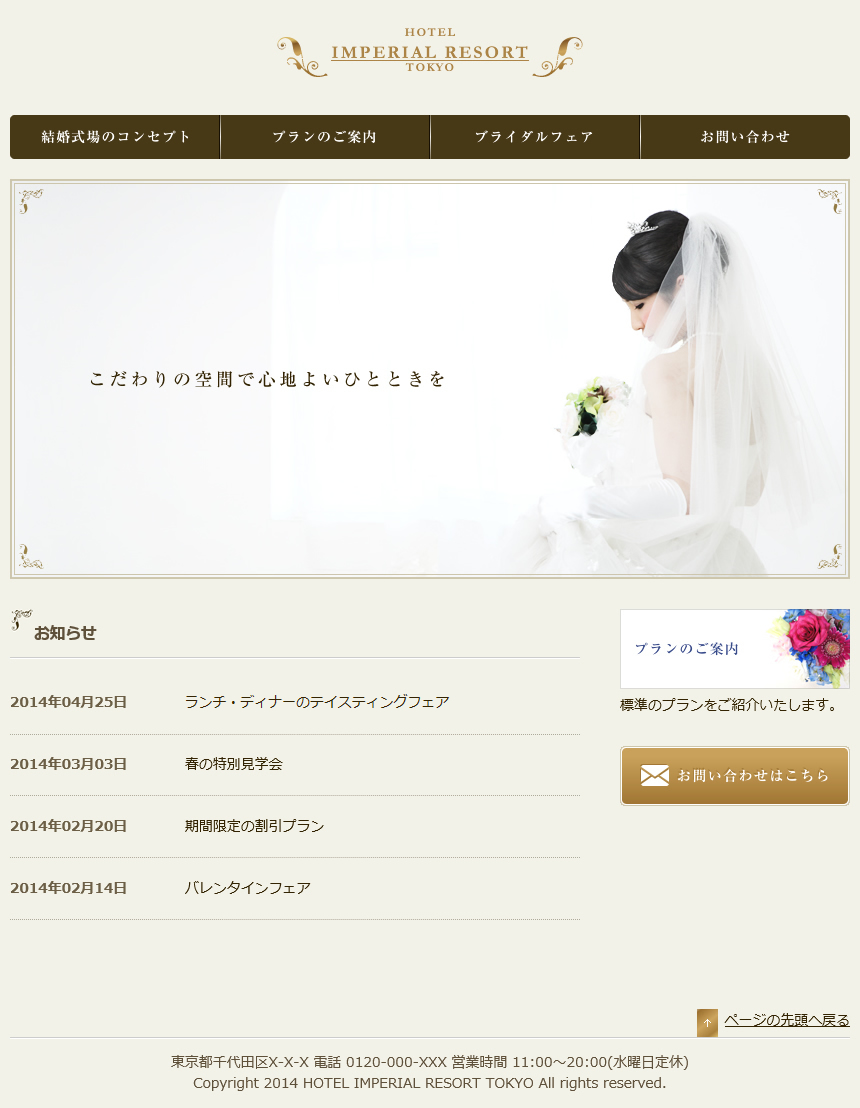 HOTEL
IMPERIAL RESORT
TOKYO
結婚式場のコンセプト
プランのご案内
ブライダルフェア
お問い合わせ
こだわりの空間で心地よいひとときを
お知らせ
2014年04月25日 ランチ・ディナーのテイスティングフェア
2014年03月03日 春の特別見学会
2014年02月20日 期間限定の割引プラン
2014年02月14日 バレンタインフェア
プランのご案内
標準のプランをご紹介いたします。
お問い合わせはこちら
ページの先頭へ戻る
東京都千代田区X-X-X 電話 0120-000-XXX 営業時間 11:00～20:00(水曜日定休)
Copyright 2014 HOTEL IMPERIAL RESORT TOKYO All rights reserved.